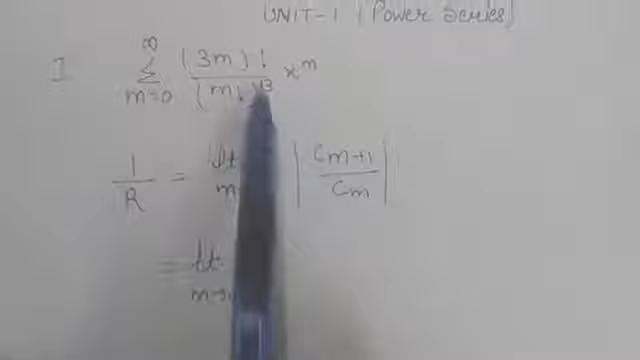 UNIT-1 (Power Series)
I ∞ Σ m=0 (3m)! / (m!)3 x^m
1/R = lt m |Cm+1 / Cm|
= lt m→